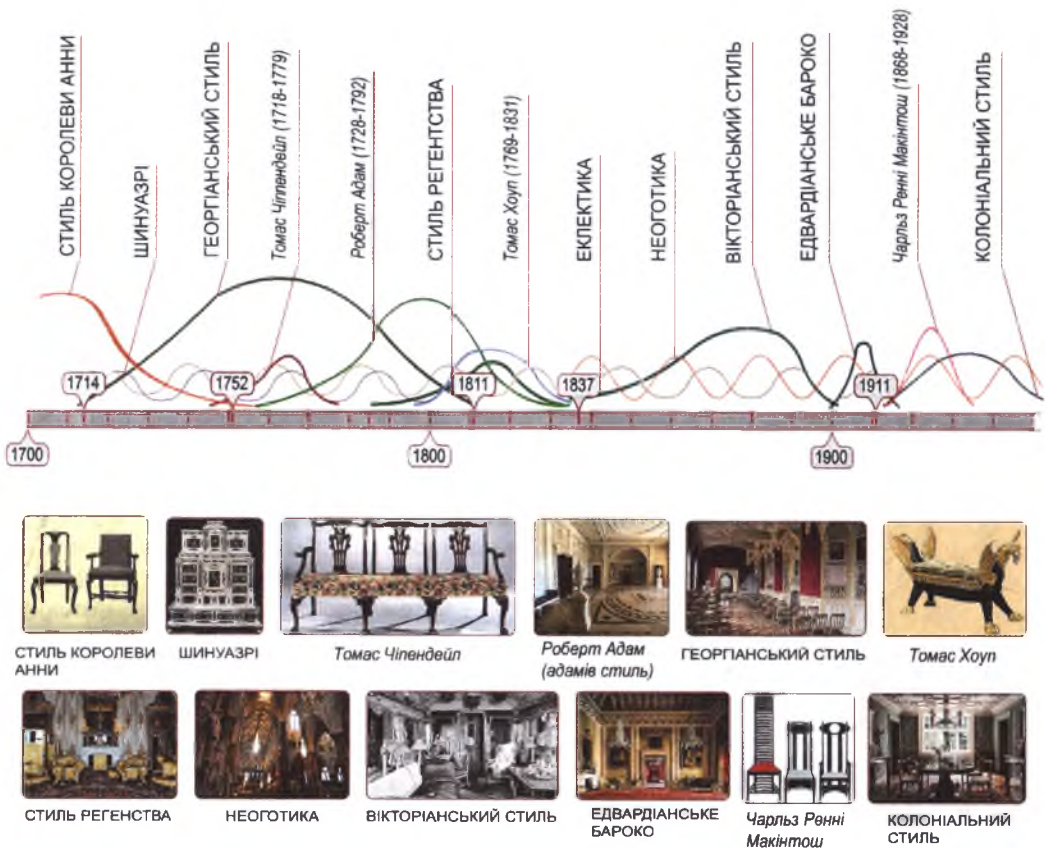 СТИЛЬ КОРОЛЕВИ АННИ
ШИНУАЗРІ
ГЕОРГІАНСЬКИЙ СТИЛЬ
Томас Чіппендейл (1718-1779)
Роберт Адам (1728-1792)
СТИЛЬ РЕГЕНТСТВА
Томас Хоуп (1769-1831)
ЕКЛЕКТИКА
НЕОГОТИКА
ВІКТОРІАНСЬКИЙ СТИЛЬ
ЕДВАРДІАНСЬКЕ БАРОКО
Чарльз Ренні Макінтош (1868-1928)
КОЛОНІАЛЬНИЙ СТИЛЬ
1714
1752
1811
1837
1911
1700
1800
1900
СТИЛЬ КОРОЛЕВИ
АННИ
ШИНУАЗРІ
Томас Чіпендейл
Роберт Адам
(адамів стиль)
ГЕОРГІАНСЬКИЙ СТИЛЬ
Томас Хоуп
СТИЛЬ РЕГЕНСТВА
НЕОГОТИКА
ВІКТОРІАНСЬКИЙ СТИЛЬ
ЕДВАРДІАНСЬКЕ
БАРОКО
Чарльз Ренні
Макінтош
КОЛОНІАЛЬНИЙ
СТИЛЬ